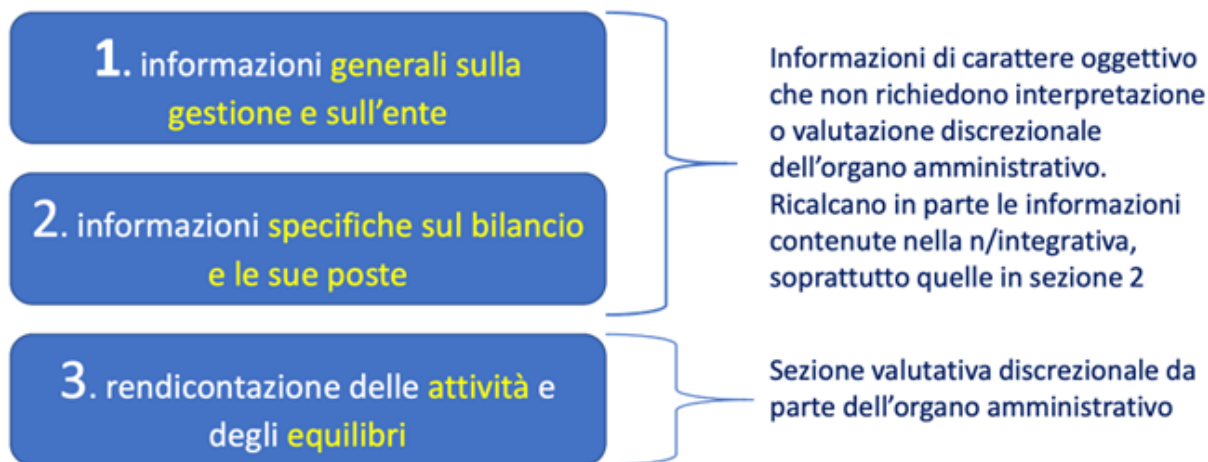 1. informazioni generali sulla
gestione e sull'ente
2. informazioni specifiche sul bilancio
e le sue poste
3. rendicontazione delle attività e
degli equilibri
Informazioni di carattere oggettivo
che non richiedono interpretazione
o valutazione discrezionale
dell'organo amministrativo.
Ricalcano in parte le informazioni
contenute nella n/integrativa,
soprattutto quelle in sezione 2
Sezione valutativa discrezionale da
parte dell'organo amministrativo